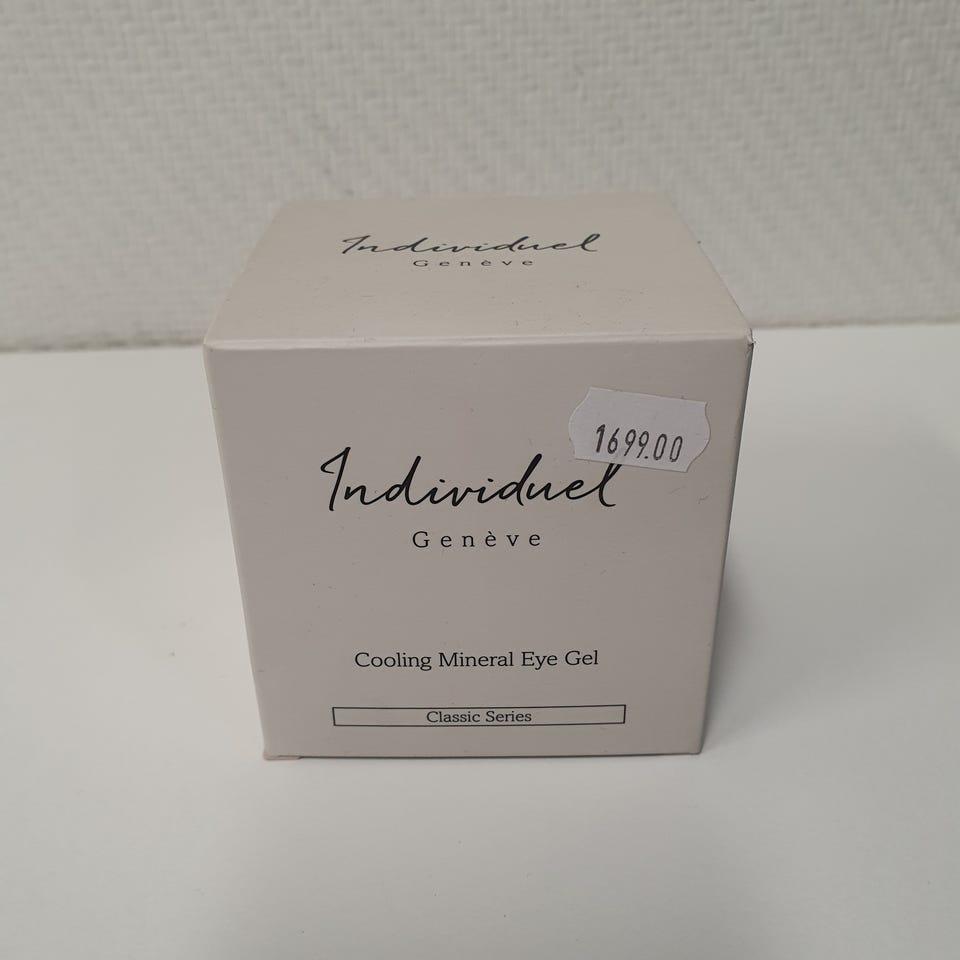 Individuel
Genève
1699.00
Individuel
Genève
Cooling Mineral Eye Gel
Classic Series